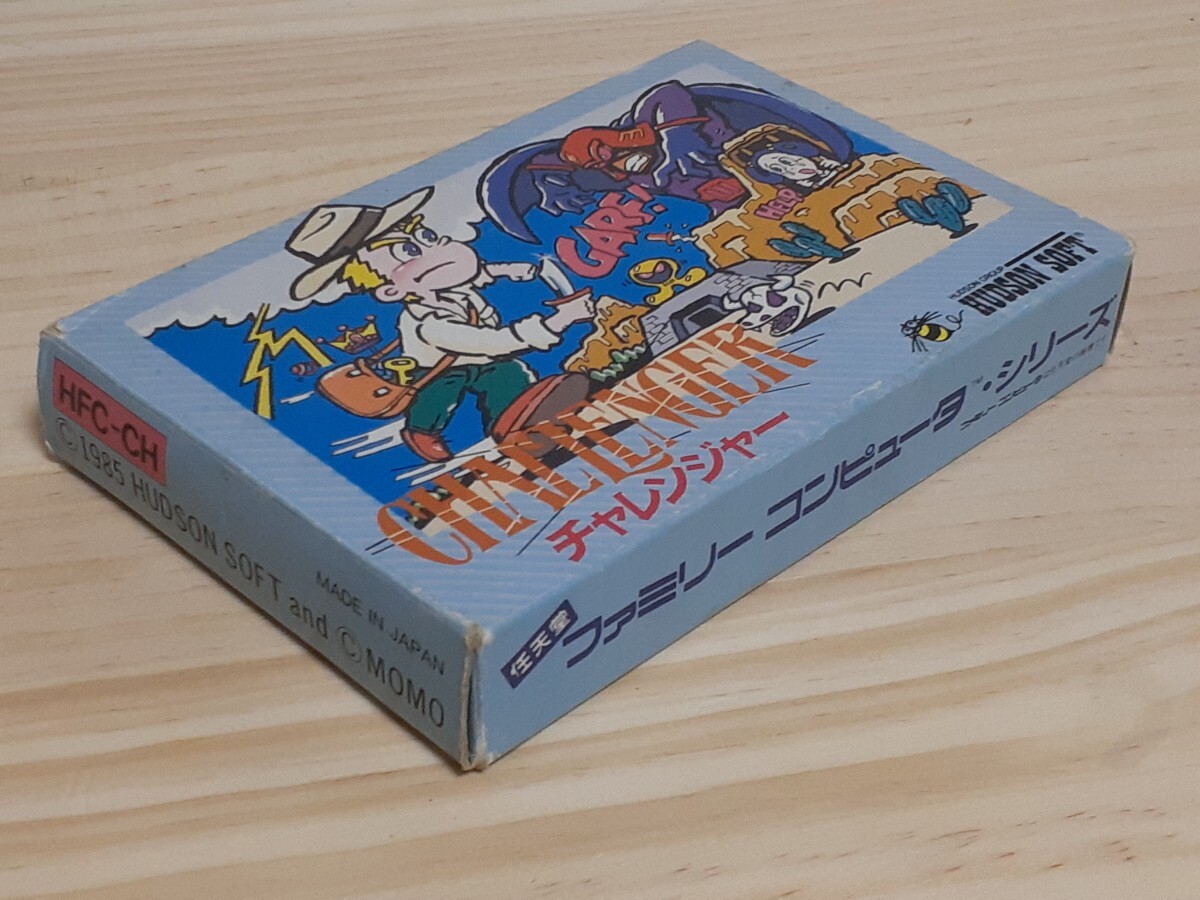 GARF!
HELP
HUDSON GROUP
HUDSON SOFT®
CHALLENGER
チャレンジャー
HFC-CH
©1985 HUDSON SOFT and ©MOMO
MADE IN JAPAN
任天堂 ファミリー コンピュータ™・シリーズ